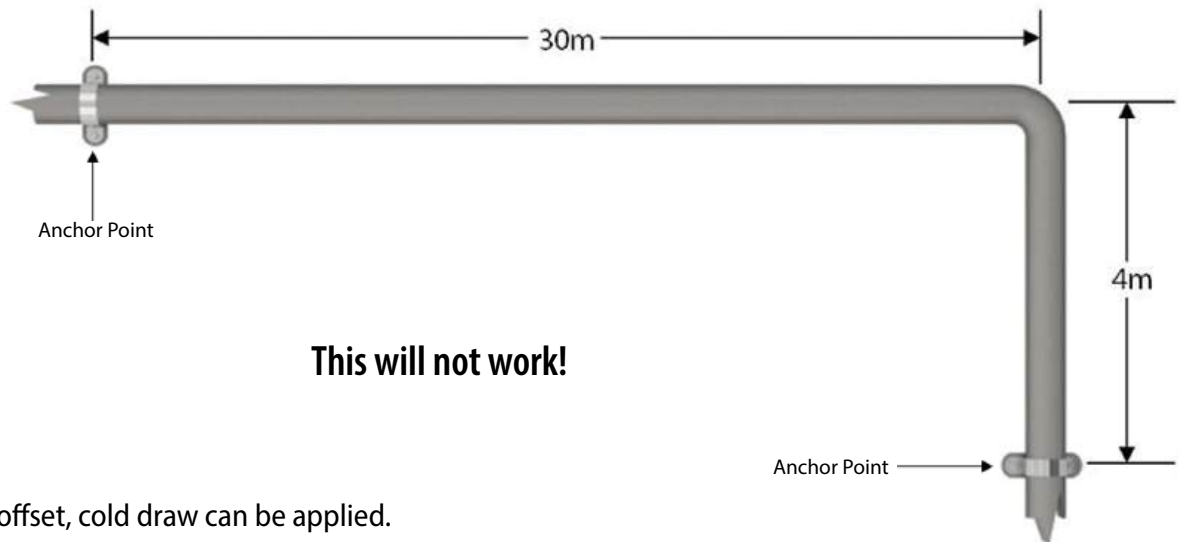 30m
Anchor Point
4m
This will not work!
Anchor Point
offset, cold draw can be applied.